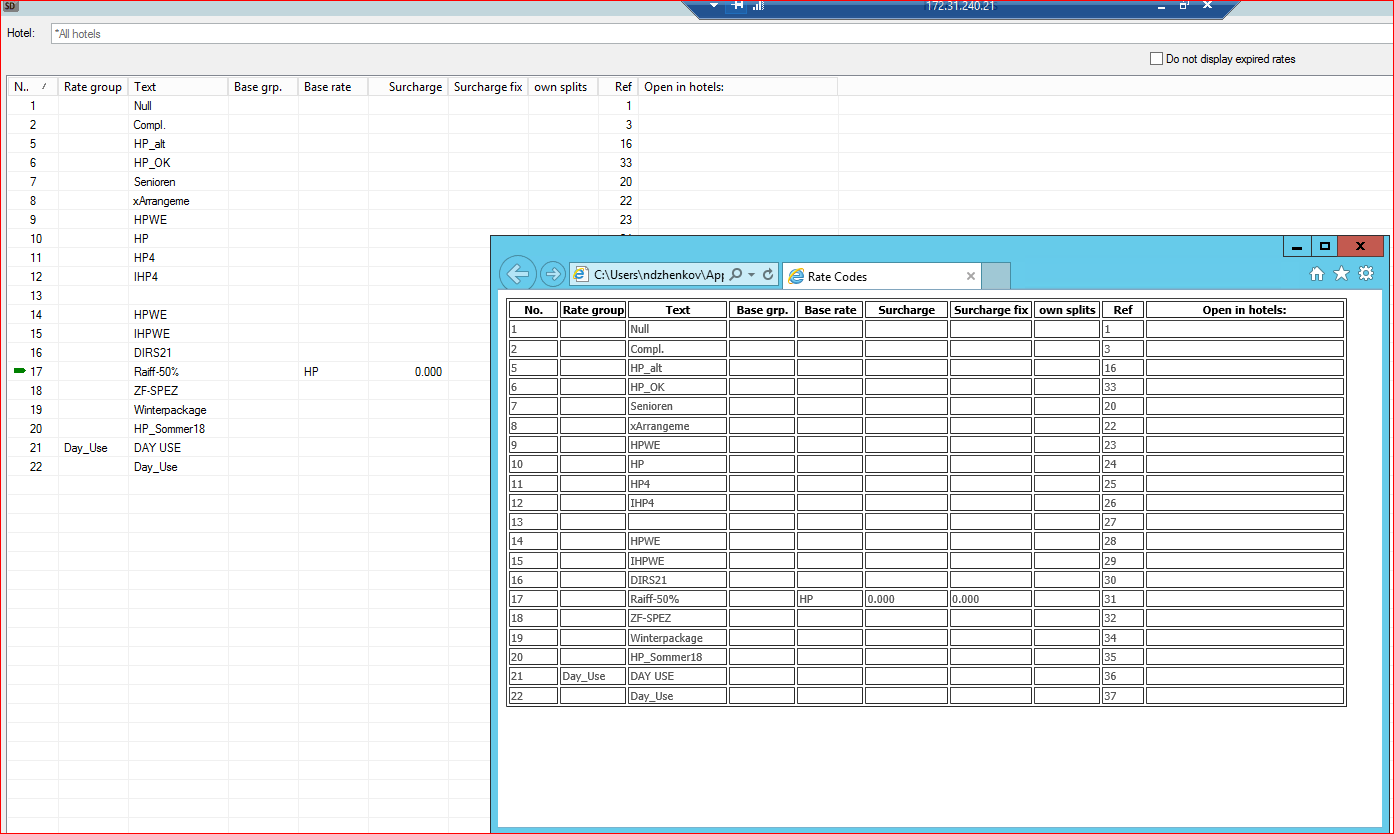 SD
172.31.240.21
Hotel: *All hotels
Do not display expired rates
N.. Rate group Text Base grp. Base rate Surcharge Surcharge fix own splits Ref Open in hotels:
1 Null 1
2 Compl. 3
5 HP_alt 16
6 HP_OK 33
7 Senioren 20
8 xArrangeme 22
9 HPWE 23
10 HP
11 HP4
12 IHP4
13
14 HPWE
15 IHPWE
16 DIRS21
17 Raiff-50% HP 0.000
18 ZF-SPEZ
19 Winterpackage
20 HP_Sommer18
21 Day_Use DAY USE
22 Day_Use
C:\Users\ndzhenkov\App
Rate Codes
No. Rate group Text Base grp. Base rate Surcharge Surcharge fix own splits Ref Open in hotels:
1 Null 1
2 Compl. 3
5 HP_alt 16
6 HP_OK 33
7 Senioren 20
8 xArrangeme 22
9 HPWE 23
10 HP 24
11 HP4 25
12 IHP4 26
13 27
14 HPWE 28
15 IHPWE 29
16 DIRS21 30
17 Raiff-50% HP 0.000 0.000 31
18 ZF-SPEZ 32
19 Winterpackage 34
20 HP_Sommer18 35
21 Day_Use DAY USE 36
22 Day_Use 37